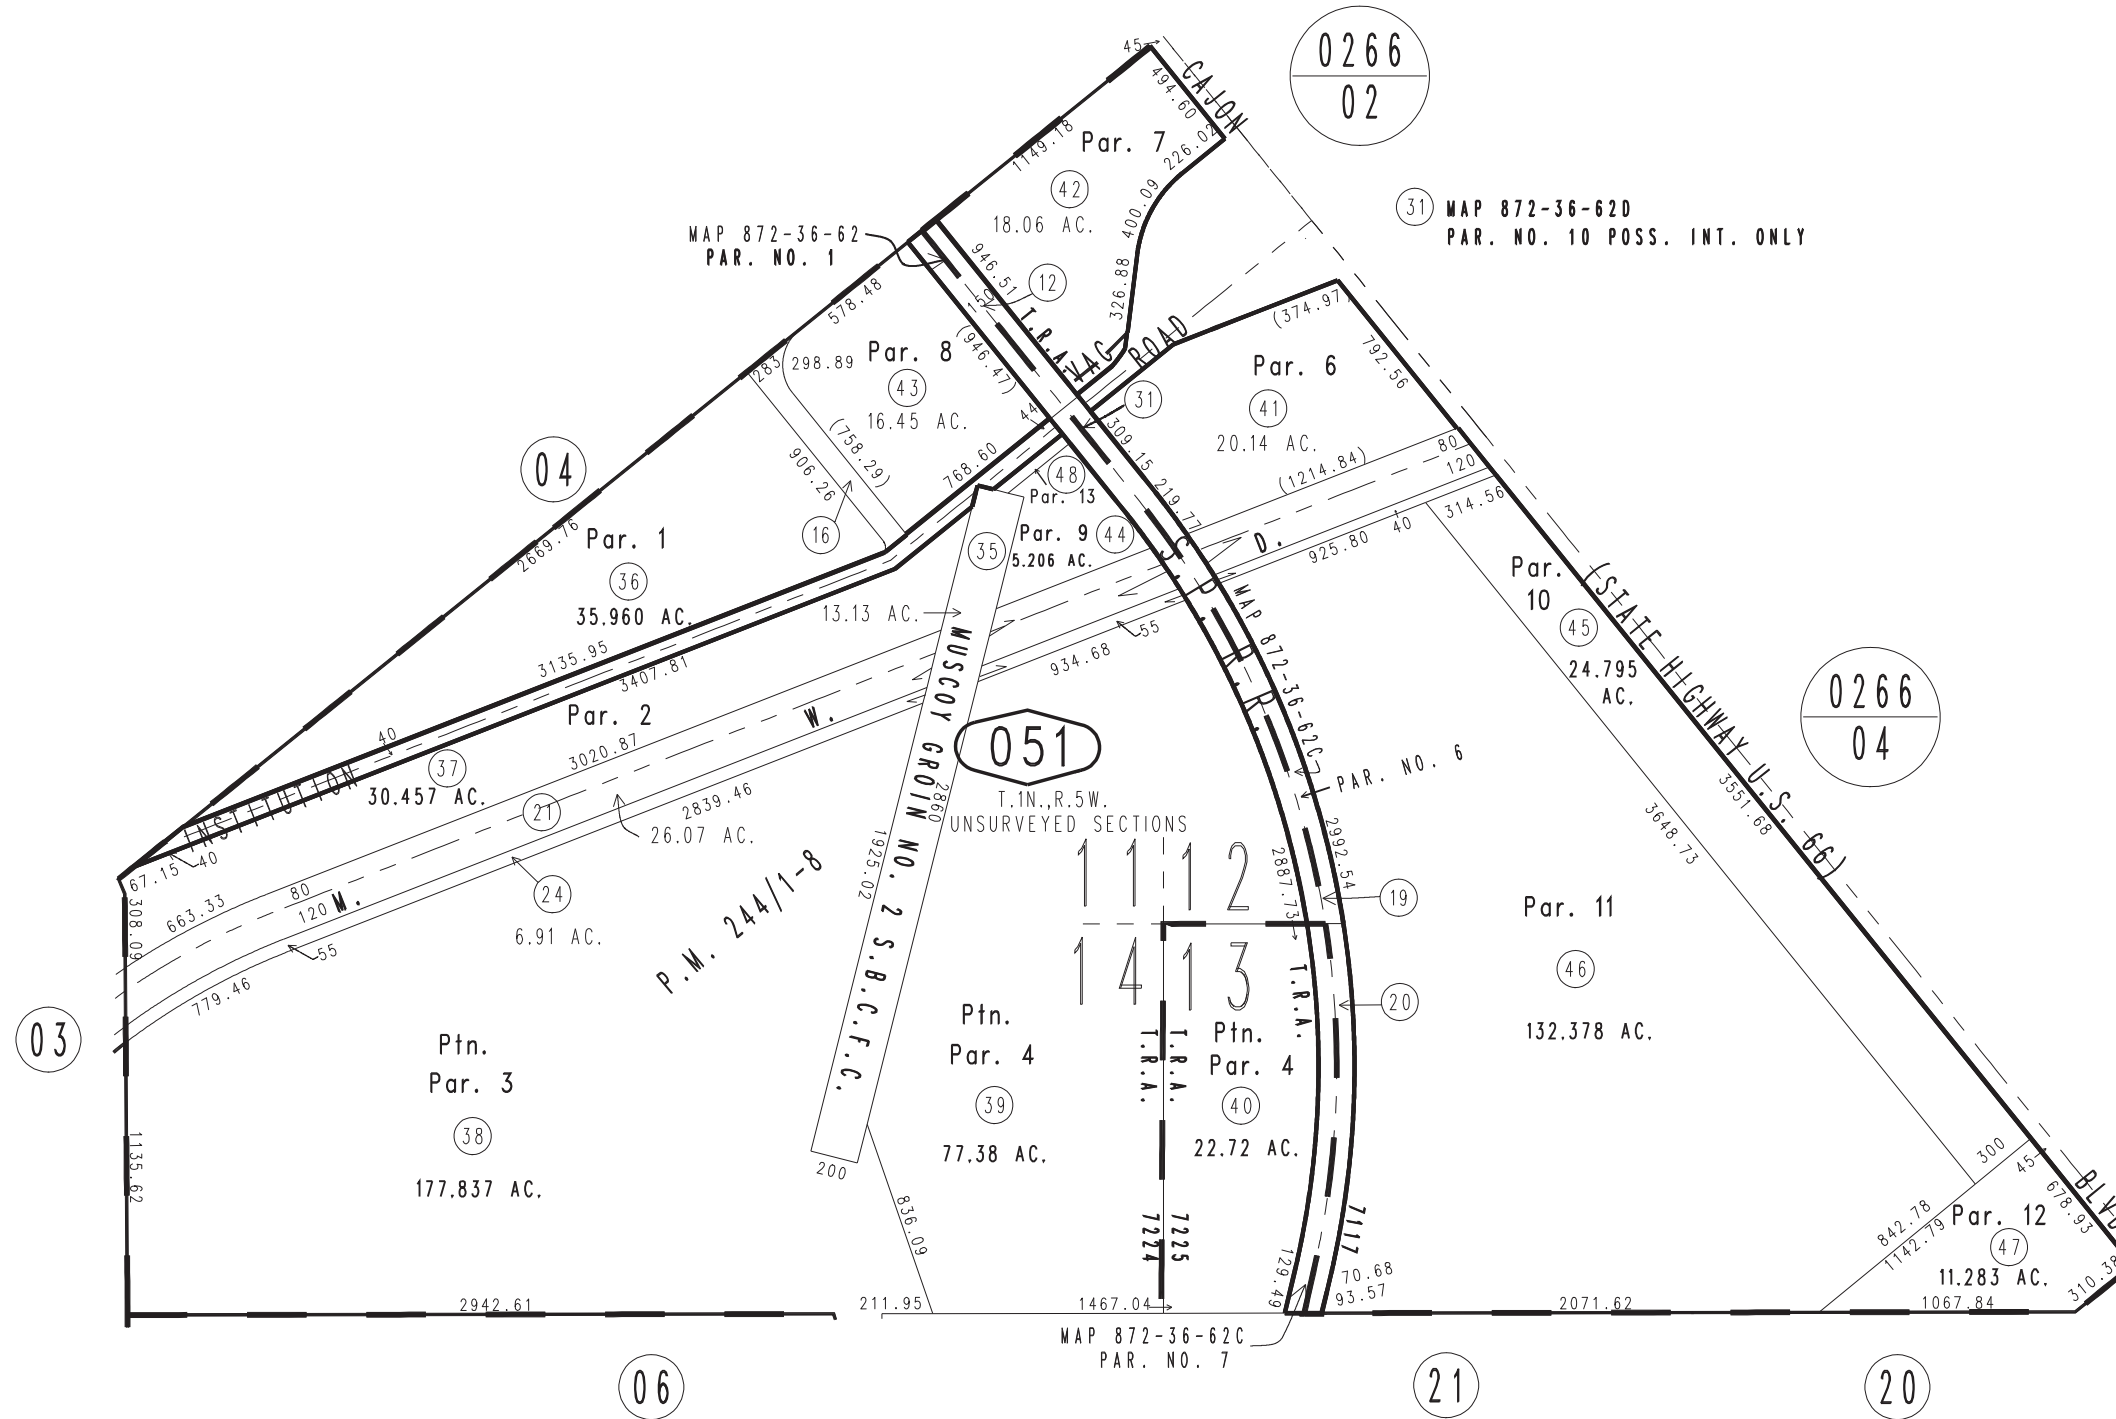 0266
02
45
CAJON
494.60
1149.18
Par. 7
226.02
42
18.06 AC.
400.09
326.88
31
MAP 872-36-62D
PAR. NO. 10 POSS. INT. ONLY
MAP 872-36-62
PAR. NO. 1
946.51
12
150
T.R.A.
VAC
ROAD
(374.97)
578.48
(946.47)
Par. 8
298.89
283
43
16.45 AC.
44
31
Par. 6
41
20.14 AC.
792.56
309.15
219.77
(1214.84)
80
120
314.56
40
925.80
(758.29)
906.26
768.60
48
Par. 13
04
2669.76
Par. 1
36
35.960 AC.
16
35
Par. 9
44
5.206 AC.
S. P. R. R.
D.
Par.
10
45
24.795
AC.
(STATE HIGHWAY U.S. 66)
13.13 AC.
55
934.68
MAP 872-36-62C
3135.95
3407.81
Par. 2
W.
MUSCOY GROIN NO. 2 S.B.C.F.C.
051
T.1N.,R.5W.
UNSURVEYED SECTIONS
PAR. NO. 6
0266
04
40
3020.87
37
30.457 AC.
INSTITUTION
21
26.07 AC.
2839.46
2860
1925.02
11
12
14
13
2992.54
2887.73
3551.68
3648.73
67.15
40
663.33
80
120
M.
24
6.91 AC.
P.M. 244/1-8
19
Par. 11
308.09
55
779.46
T.R.A.
20
46
132.378 AC.
03
Ptn.
Par. 3
38
177.837 AC.
Ptn.
Par. 4
39
77.38 AC.
T.R.A.
T.R.A.
Ptn.
Par. 4
40
22.72 AC.
1135.62
200
836.09
7224
7225
7117
300
45
678.93
BLVD
842.78
1142.79
Par. 12
47
11.283 AC.
310.38
129.49
70.68
93.57
2942.61
211.95
1467.04
2071.62
1067.84
MAP 872-36-62C
PAR. NO. 7
06
21
20